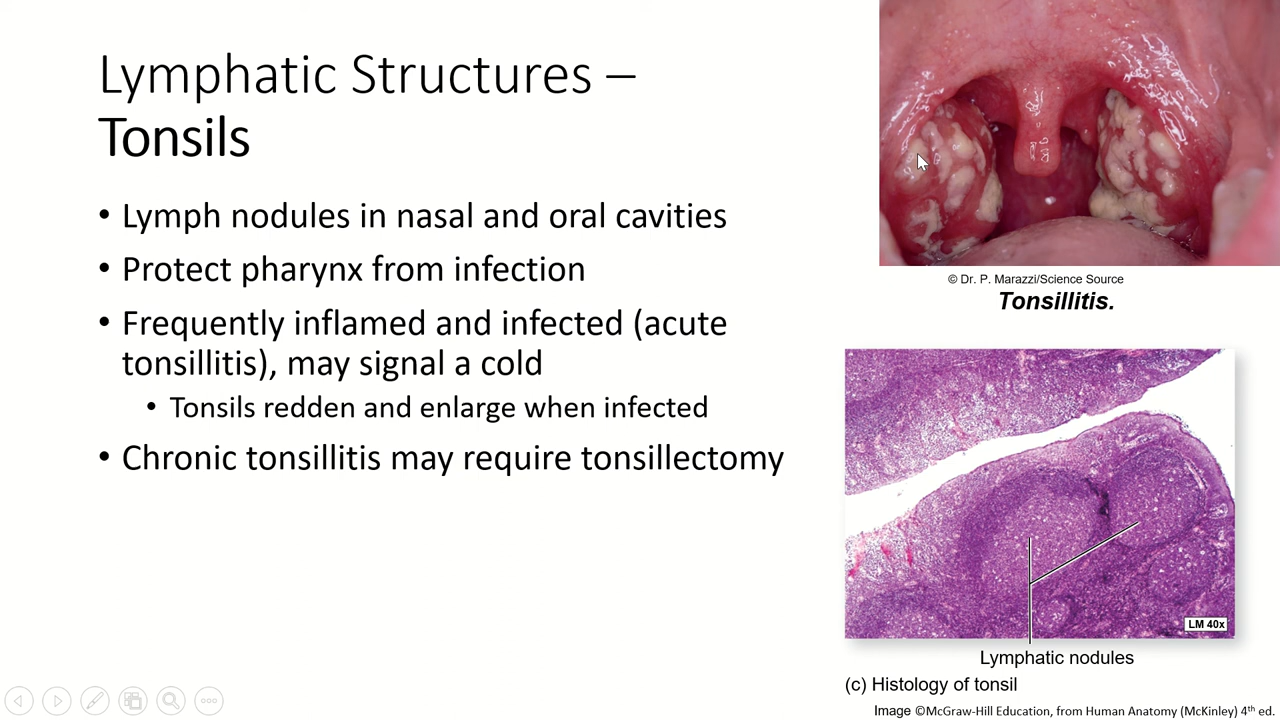 Lymphatic Structures –
Tonsils
• Lymph nodules in nasal and oral cavities
• Protect pharynx from infection
• Frequently inflamed and infected (acute
tonsillitis), may signal a cold
• Tonsils redden and enlarge when infected
• Chronic tonsillitis may require tonsillectomy
© Dr. P. Marazzi/Science Source
Tonsillitis.
LM 40x
Lymphatic nodules
(c) Histology of tonsil
Image ©McGraw-Hill Education, from Human Anatomy (McKinley) 4th ed.